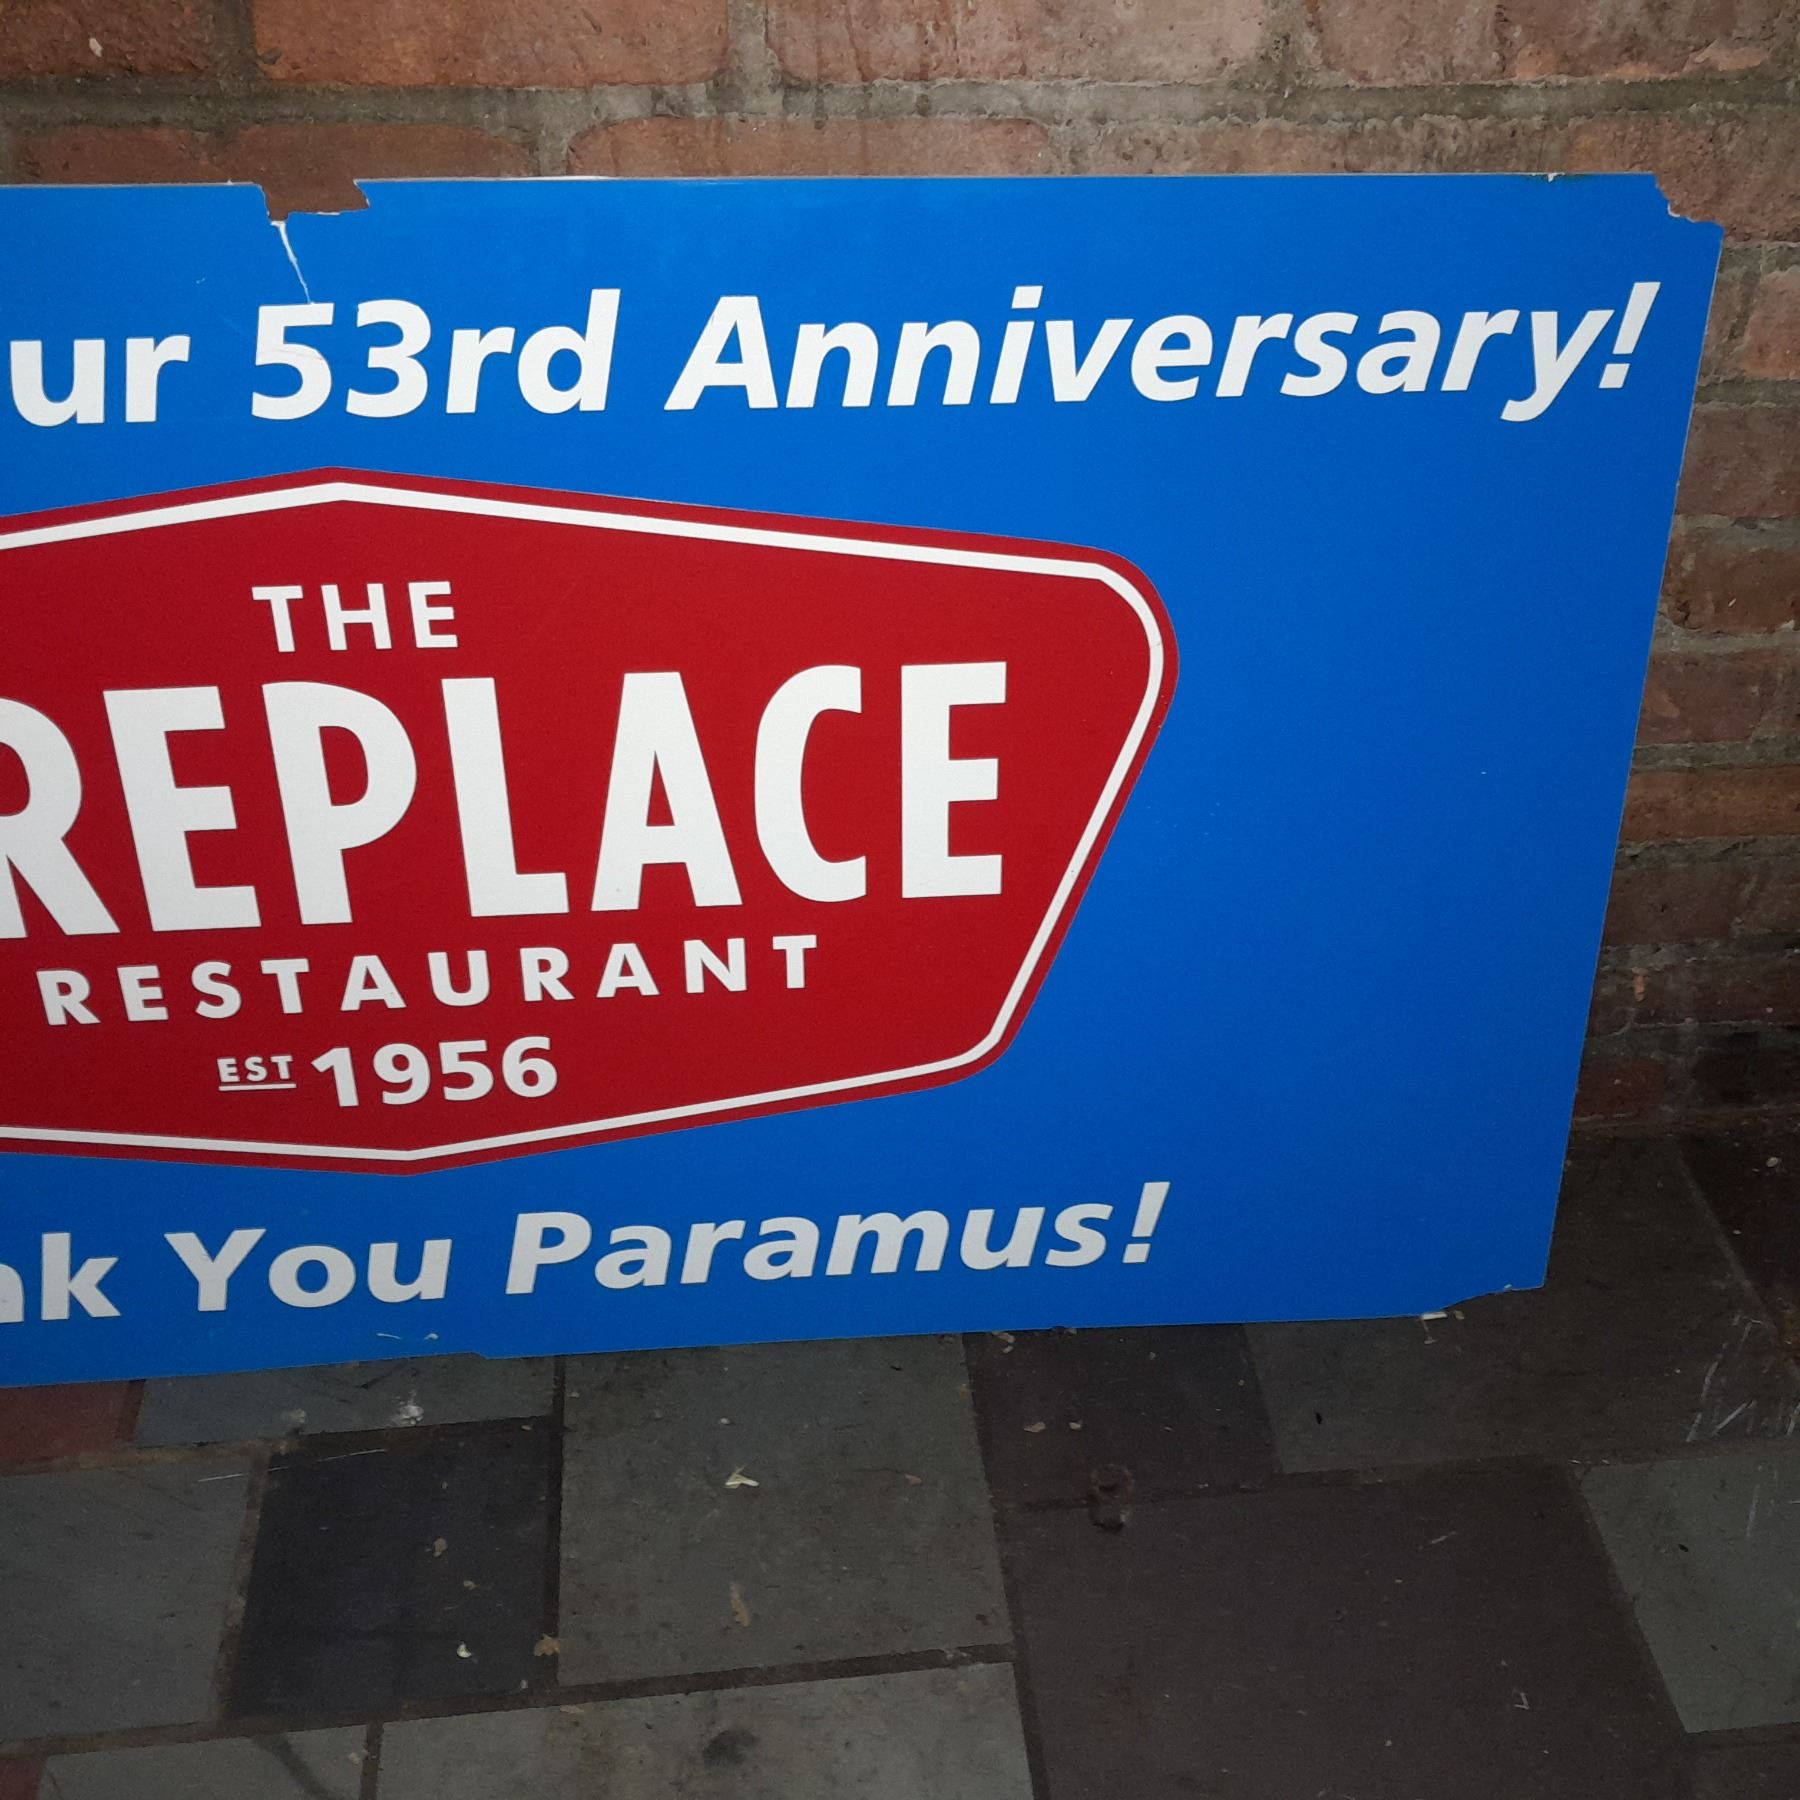 ur 53rd Anniversary!
THE
REPLACE
RESTAURANT
EST 1956
nk You Paramus!